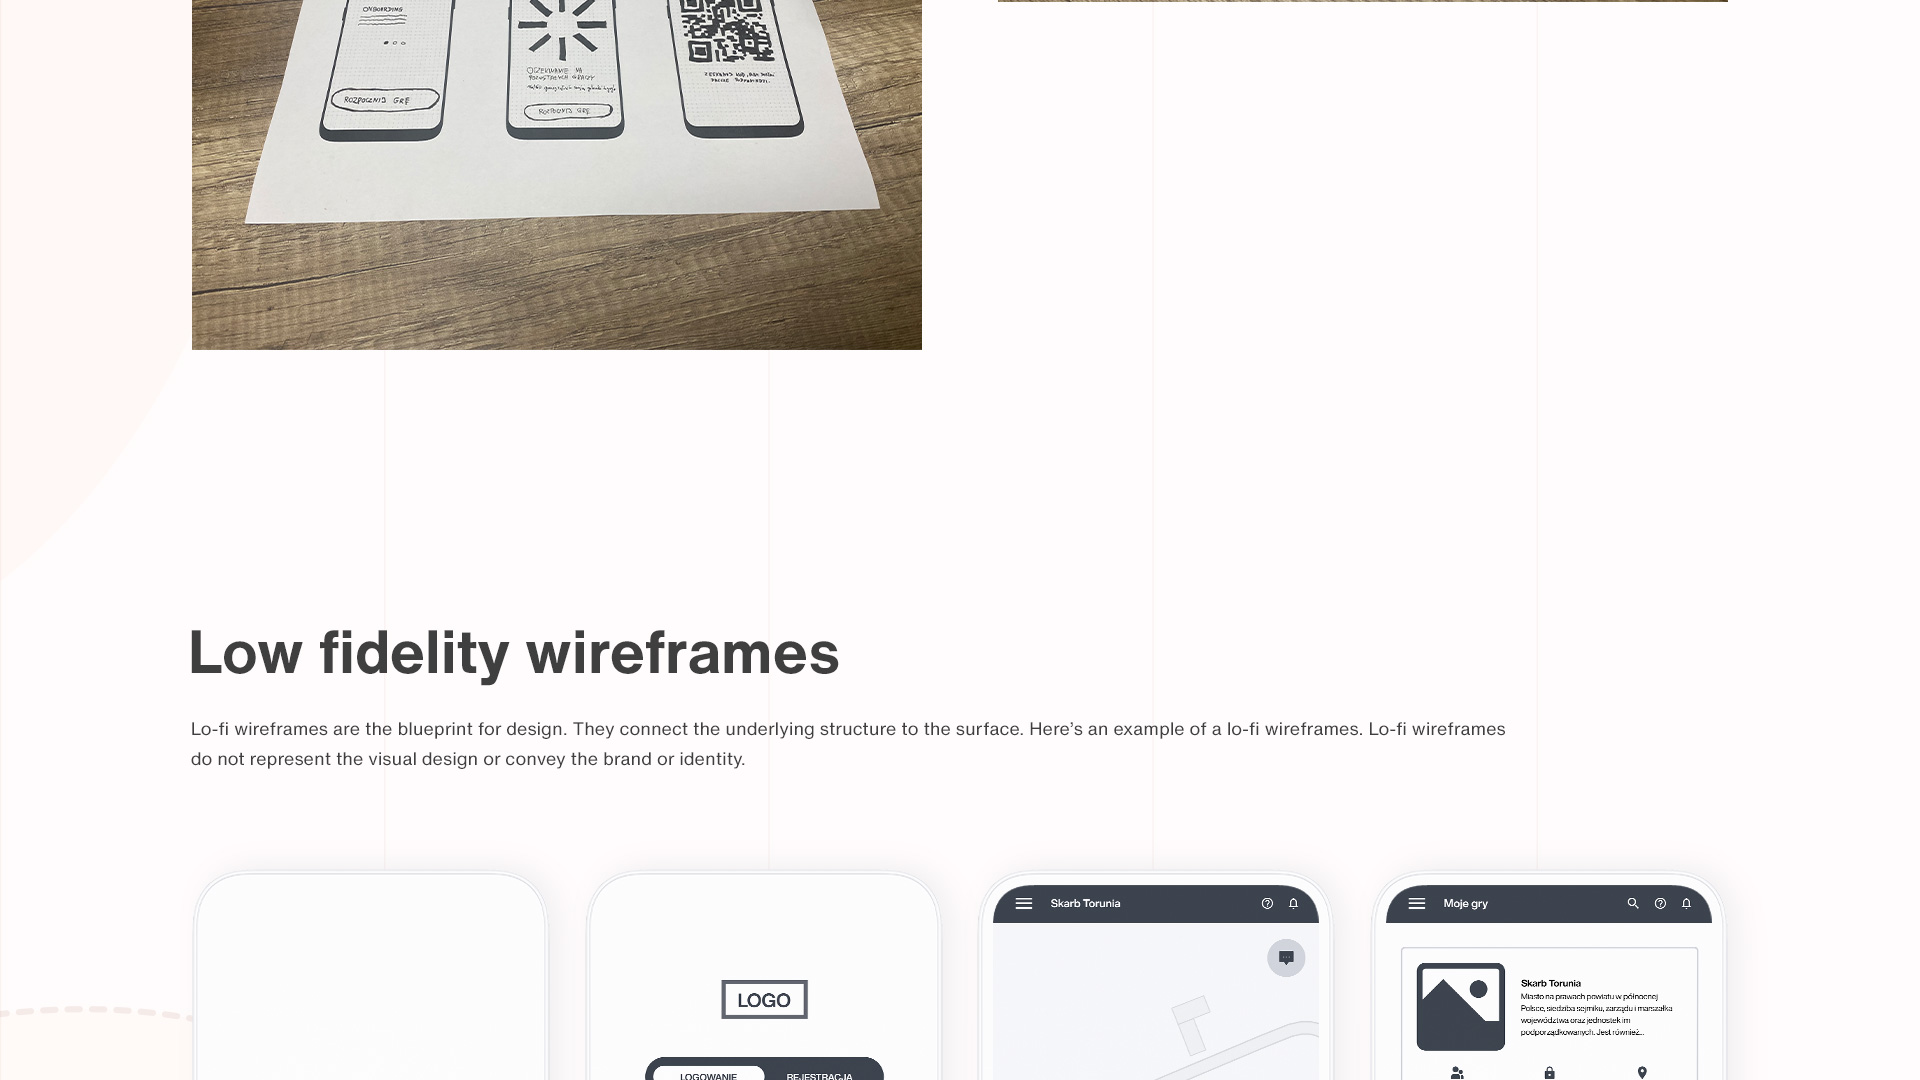 ONBOARDING
ROZPOCZNIJ GRĘ
OCZEKIWANIE NA
POZOSTAŁYCH GRACZY
ROZPOCZNIJ GRĘ
Low fidelity wireframes
Lo-fi wireframes are the blueprint for design. They connect the underlying structure to the surface. Here’s an example of a lo-fi wireframes. Lo-fi wireframes
do not represent the visual design or convey the brand or identity.
Skarb Torunia
Moje gry
LOGO
Skarb Torunia
Miasto na prawach powiatu w północnej
Polsce, siedziba sejmiku, zarządu i marszałka
województwa oraz jednostek im
podporządkowanych. Jest również...
LOGOWANIE
REJESTRACJA